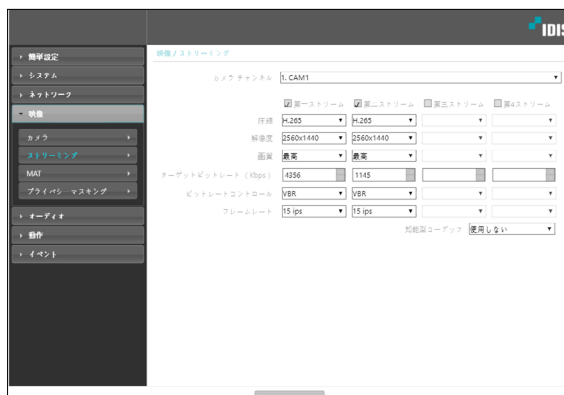 IDIS
簡単設定
システム
ネットワーク
映像
カメラ
ストリーミング
MAT
プライバシーマスキング
オーディオ
動作
イベント
映像 / ストリーミング
カメラ チャンネル 1. CAM1
第一ストリーム 第二ストリーム 第三ストリーム 第4ストリーム
圧縮 H.265 H.265
解像度 2560x1440 2560x1440
画質 最高 最高
ターゲットビットレート (Kbps) 4356 1145
ビットレートコントロール VBR VBR
フレームレート 15 ips 15 ips
知能型コーデック 使用しない